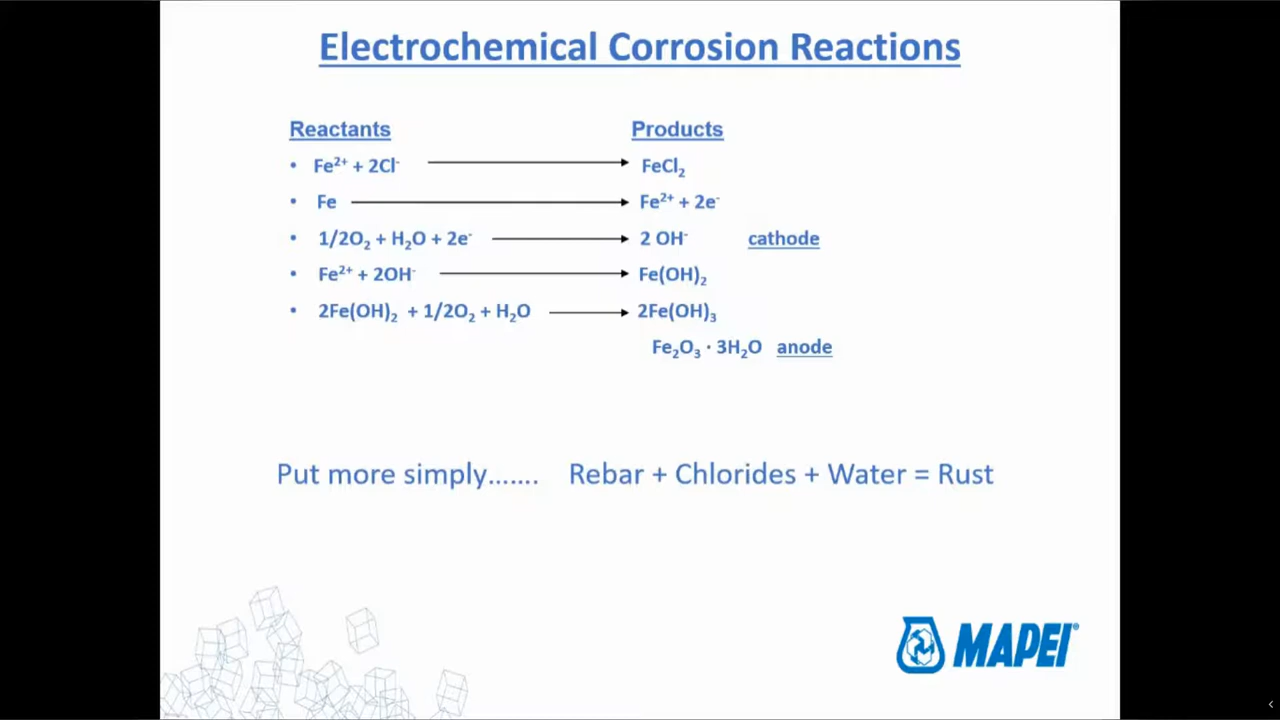 Electrochemical Corrosion Reactions
Reactants Products
• Fe²⁺ + 2Cl⁻ → FeCl₂
• Fe → Fe²⁺ + 2e⁻
• 1/2O₂ + H₂O + 2e⁻ → 2 OH⁻ cathode
• Fe²⁺ + 2OH⁻ → Fe(OH)₂
• 2Fe(OH)₂ + 1/2O₂ + H₂O → 2Fe(OH)₃
Fe₂O₃ · 3H₂O anode
Put more simply....... Rebar + Chlorides + Water = Rust
MAPEI®